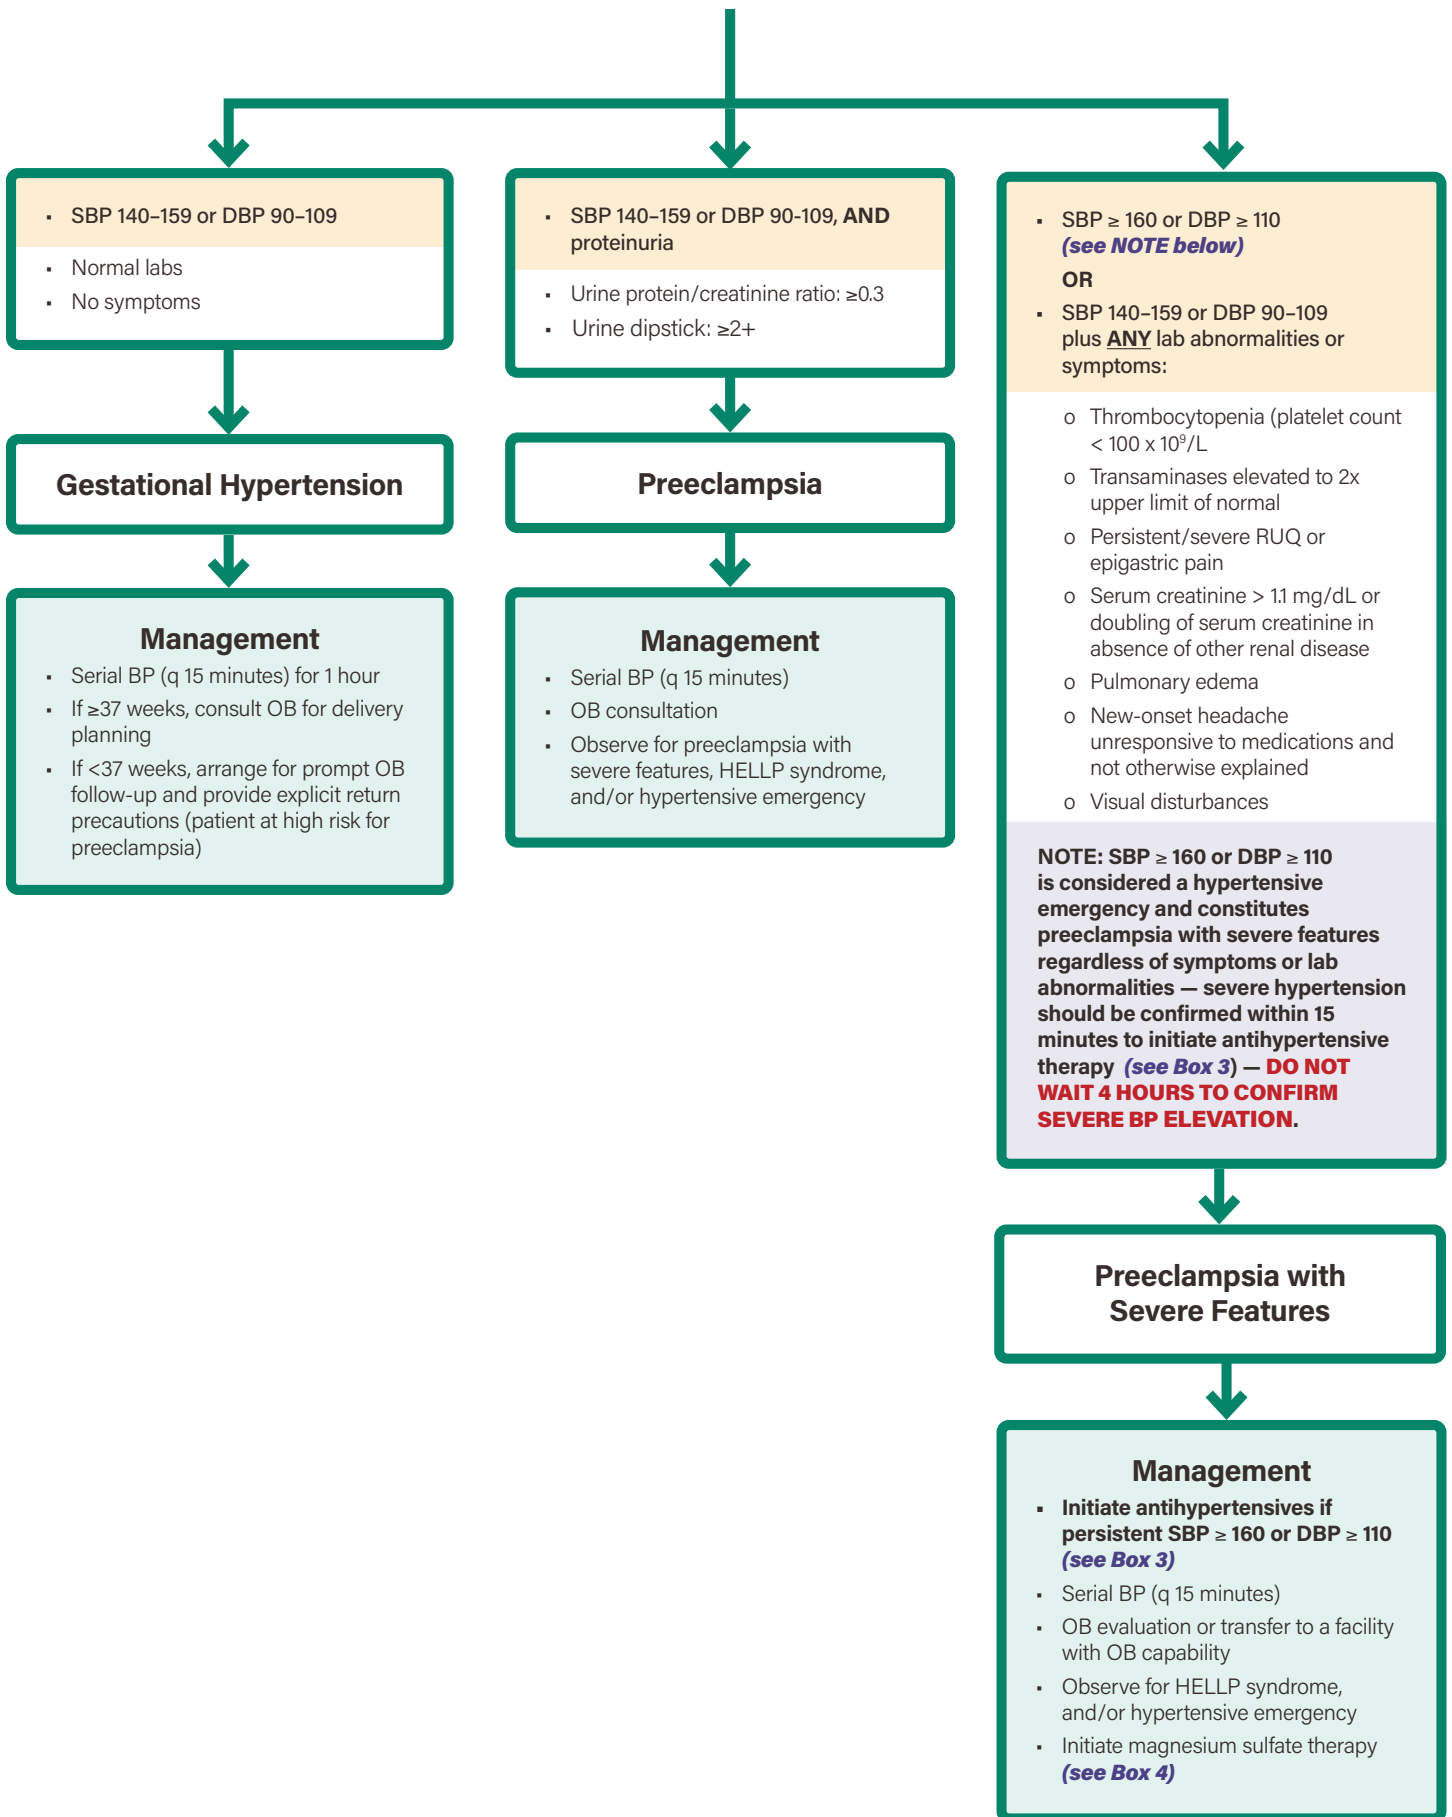 ▪ SBP 140–159 or DBP 90–109
▪ Normal labs
▪ No symptoms
Gestational Hypertension
Management
▪ Serial BP (q 15 minutes) for 1 hour
▪ If ≥37 weeks, consult OB for delivery
planning
▪ If <37 weeks, arrange for prompt OB
follow-up and provide explicit return
precautions (patient at high risk for
preeclampsia)
▪ SBP 140–159 or DBP 90-109, AND
proteinuria
▪ Urine protein/creatinine ratio: ≥0.3
▪ Urine dipstick: ≥2+
Preeclampsia
Management
▪ Serial BP (q 15 minutes)
▪ OB consultation
▪ Observe for preeclampsia with
severe features, HELLP syndrome,
and/or hypertensive emergency
▪ SBP ≥ 160 or DBP ≥ 110
(see NOTE below)
OR
▪ SBP 140–159 or DBP 90–109
plus ANY lab abnormalities or
symptoms:
o Thrombocytopenia (platelet count
< 100 x 10⁹/L
o Transaminases elevated to 2x
upper limit of normal
o Persistent/severe RUQ or
epigastric pain
o Serum creatinine > 1.1 mg/dL or
doubling of serum creatinine in
absence of other renal disease
o Pulmonary edema
o New-onset headache
unresponsive to medications and
not otherwise explained
o Visual disturbances
NOTE: SBP ≥ 160 or DBP ≥ 110
is considered a hypertensive
emergency and constitutes
preeclampsia with severe features
regardless of symptoms or lab
abnormalities — severe hypertension
should be confirmed within 15
minutes to initiate antihypertensive
therapy (see Box 3) — DO NOT
WAIT 4 HOURS TO CONFIRM
SEVERE BP ELEVATION.
Preeclampsia with
Severe Features
Management
▪ Initiate antihypertensives if
persistent SBP ≥ 160 or DBP ≥ 110
(see Box 3)
▪ Serial BP (q 15 minutes)
▪ OB evaluation or transfer to a facility
with OB capability
▪ Observe for HELLP syndrome,
and/or hypertensive emergency
▪ Initiate magnesium sulfate therapy
(see Box 4)